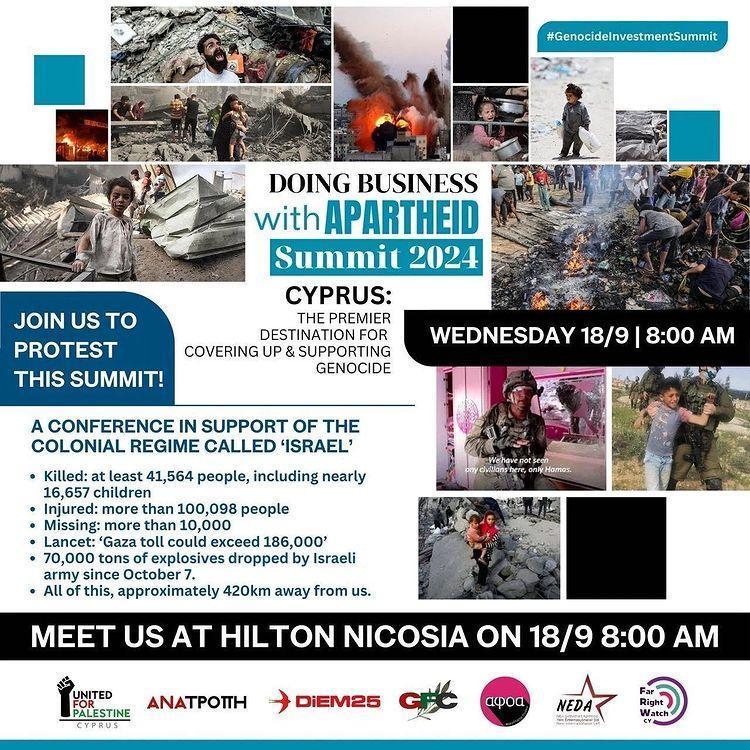 #GenocideInvestmentSummit
DOING BUSINESS
with APARTHEID
Summit 2024
CYPRUS:
THE PREMIER
DESTINATION FOR
COVERING UP & SUPPORTING
GENOCIDE
WEDNESDAY 18/9 | 8:00 AM
JOIN US TO
PROTEST
THIS SUMMIT!
A CONFERENCE IN SUPPORT OF THE
COLONIAL REGIME CALLED ‘ISRAEL’
• Killed: at least 41,564 people, including nearly
16,657 children
• Injured: more than 100,098 people
• Missing: more than 10,000
• Lancet: ‘Gaza toll could exceed 186,000’
• 70,000 tons of explosives dropped by Israeli
army since October 7.
• All of this, approximately 420km away from us.
We have not seen
any civilians here, only Hamas.
MEET US AT HILTON NICOSIA ON 18/9 8:00 AM
UNITED
FOR
PALESTINE
CYPRUS
ΑΝΑΤΡΟΠΗ
DiEM25
GFC
αφοα
NEDA
Far
Right
Watch
CY